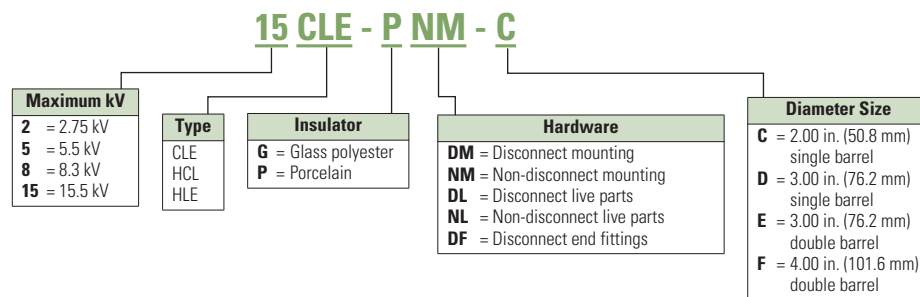 15 CLE - P NM - C
Maximum kV
2 = 2.75 kV
5 = 5.5 kV
8 = 8.3 kV
15 = 15.5 kV
Type
CLE
HCL
HLE
Insulator
G = Glass polyester
P = Porcelain
Hardware
DM = Disconnect mounting
NM = Non-disconnect mounting
DL = Disconnect live parts
NL = Non-disconnect live parts
DF = Disconnect end fittings
Diameter Size
C = 2.00 in. (50.8 mm)
single barrel
D = 3.00 in. (76.2 mm)
single barrel
E = 3.00 in. (76.2 mm)
double barrel
F = 4.00 in. (101.6 mm)
double barrel